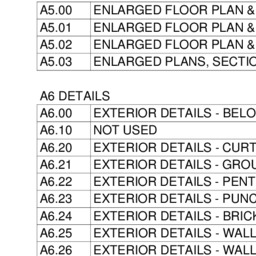 A5.00 ENLARGED FLOOR PLAN &
A5.01 ENLARGED FLOOR PLAN &
A5.02 ENLARGED FLOOR PLAN &
A5.03 ENLARGED PLANS, SECTIO
A6 DETAILS
A6.00 EXTERIOR DETAILS - BELO
A6.10 NOT USED
A6.20 EXTERIOR DETAILS - CURT
A6.21 EXTERIOR DETAILS - GROU
A6.22 EXTERIOR DETAILS - PENT
A6.23 EXTERIOR DETAILS - PUNC
A6.24 EXTERIOR DETAILS - BRICK
A6.25 EXTERIOR DETAILS - WALL
A6.26 EXTERIOR DETAILS - WALL